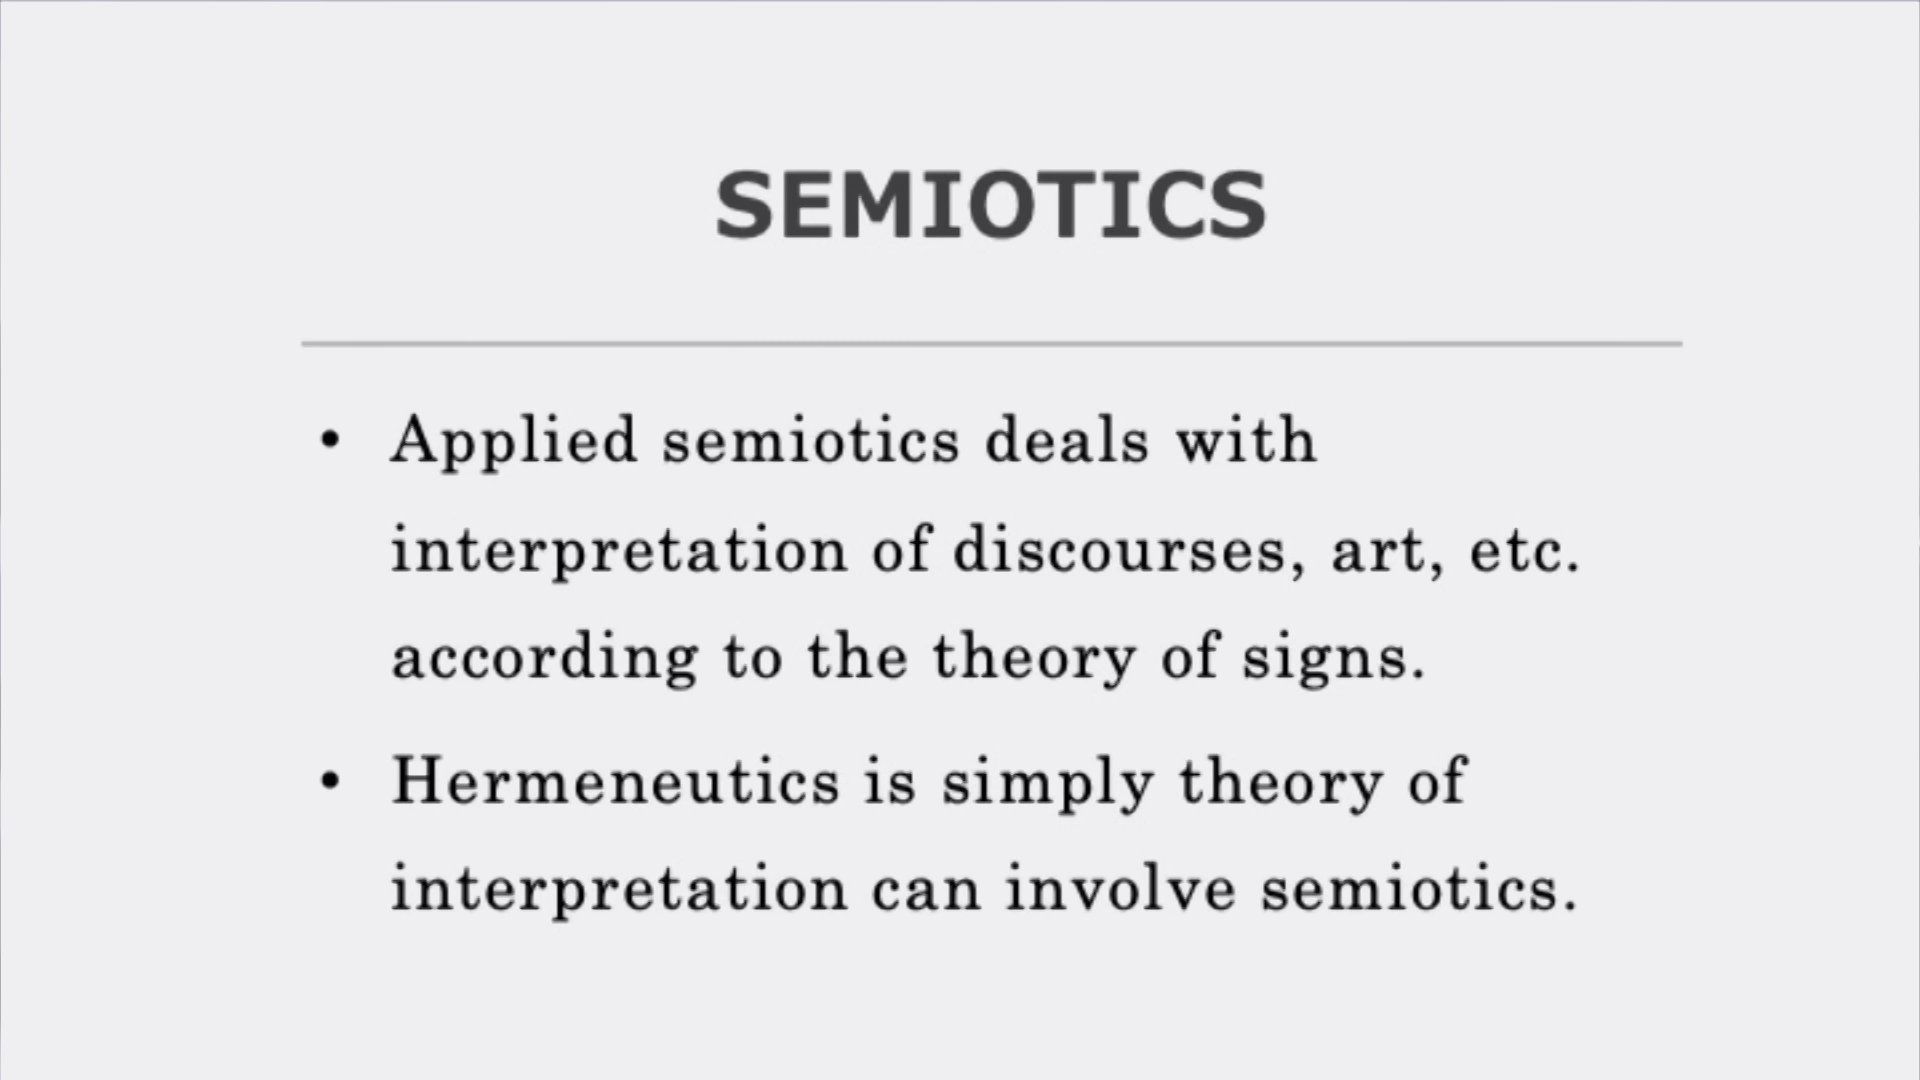 SEMIOTICS
• Applied semiotics deals with
interpretation of discourses, art, etc.
according to the theory of signs.
• Hermeneutics is simply theory of
interpretation can involve semiotics.